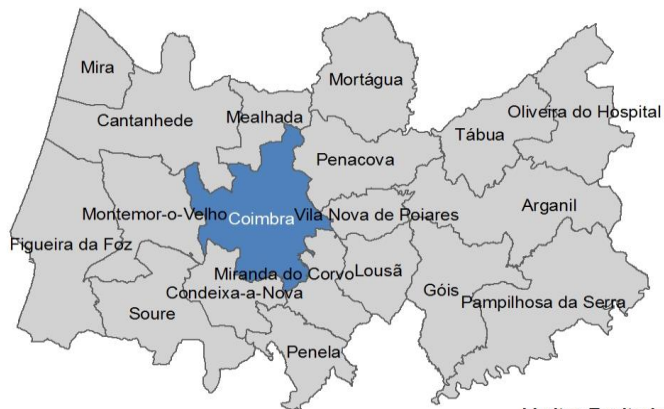 Mira
Mortágua
Cantanhede
Mealhada
Oliveira do Hospital
Tábua
Penacova
Arganil
Montemor-o-Velho
Coimbra
Vila Nova de Poiares
Figueira da Foz
Miranda do Corvo
Lousã
Condeixa-a-Nova
Góis
Pampilhosa da Serra
Soure
Penela